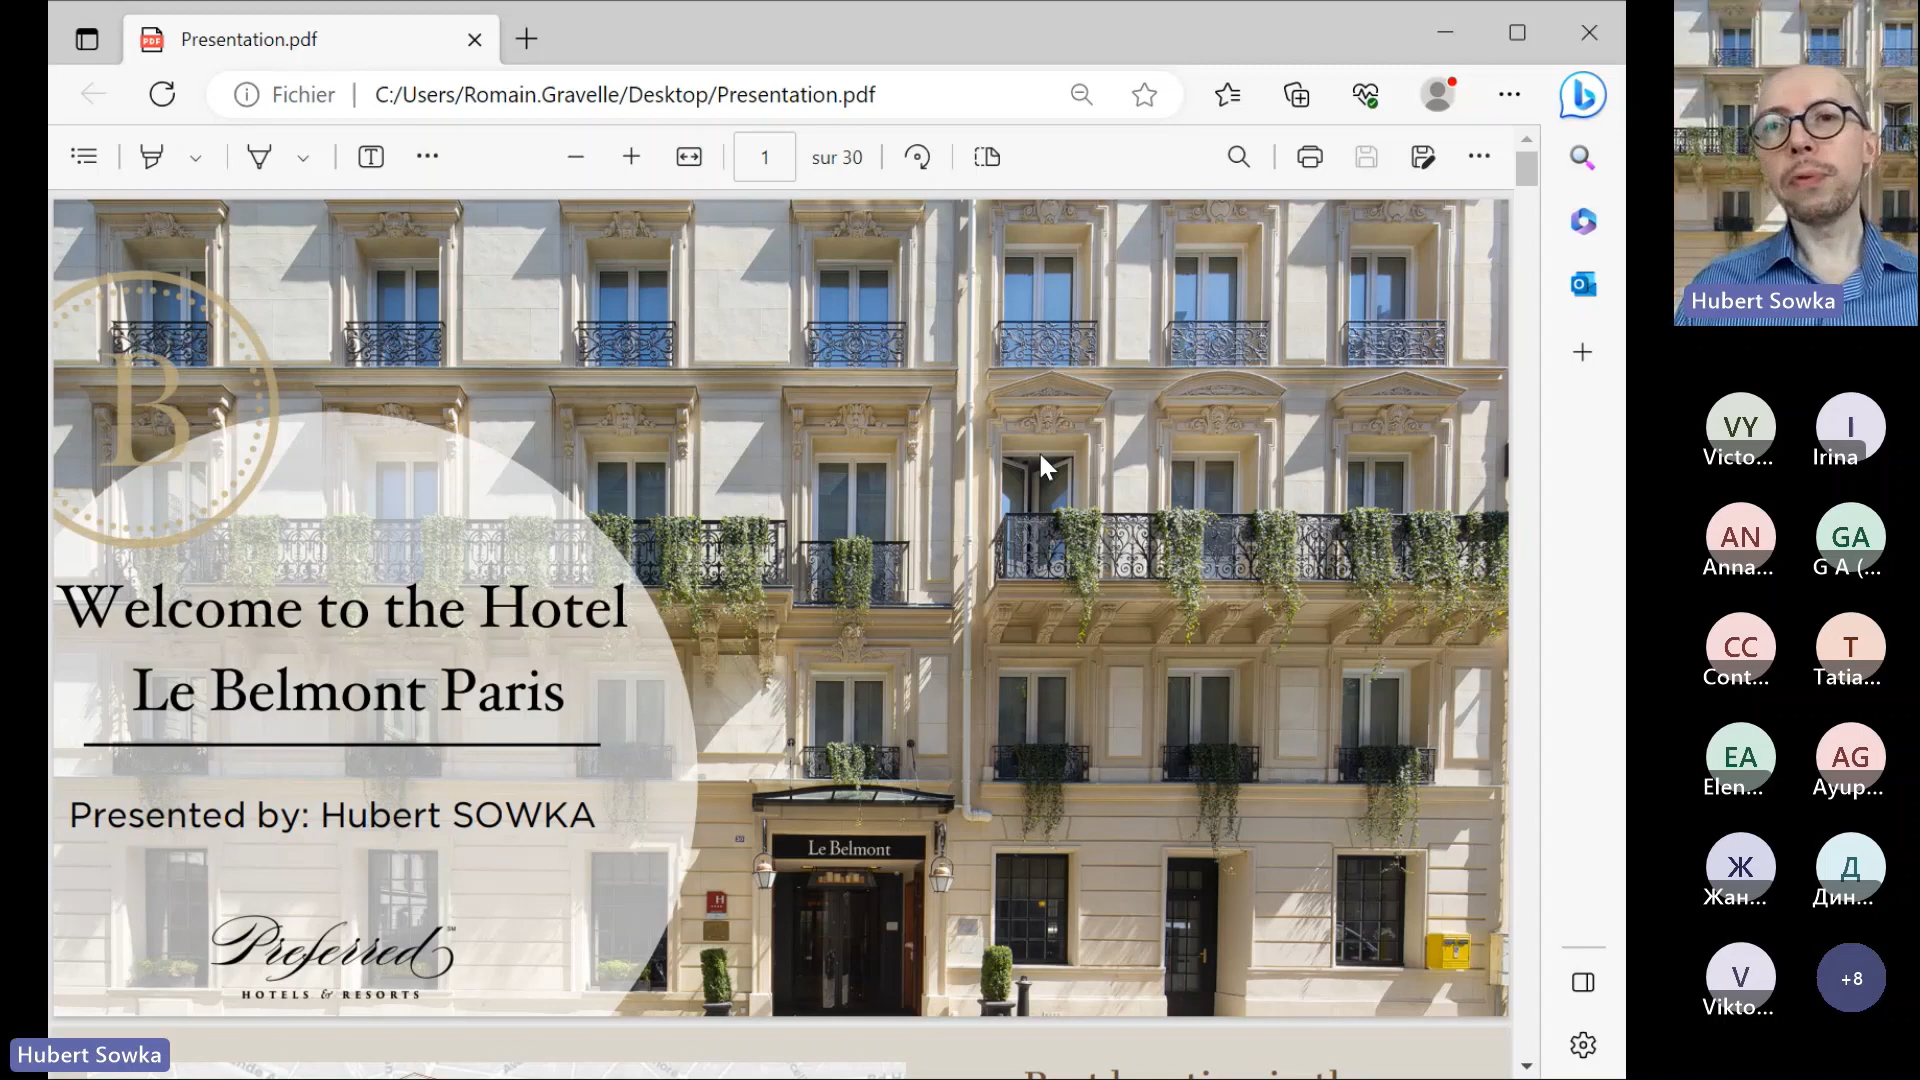 Presentation.pdf
Fichier
C:/Users/Romain.Gravelle/Desktop/Presentation.pdf
1 sur 30
B
Welcome to the Hotel
Le Belmont Paris
Presented by: Hubert SOWKA
Preferred
HOTELS & RESORTS
Le Belmont
H
Hubert Sowka
Hubert Sowka
VY
Victo...
I
Irina
AN
Anna...
GA
G A (...
CC
Cont...
T
Tatia...
EA
Elen...
AG
Ayup...
Ж
Жан...
Д
Дин...
V
Vikto...
+8